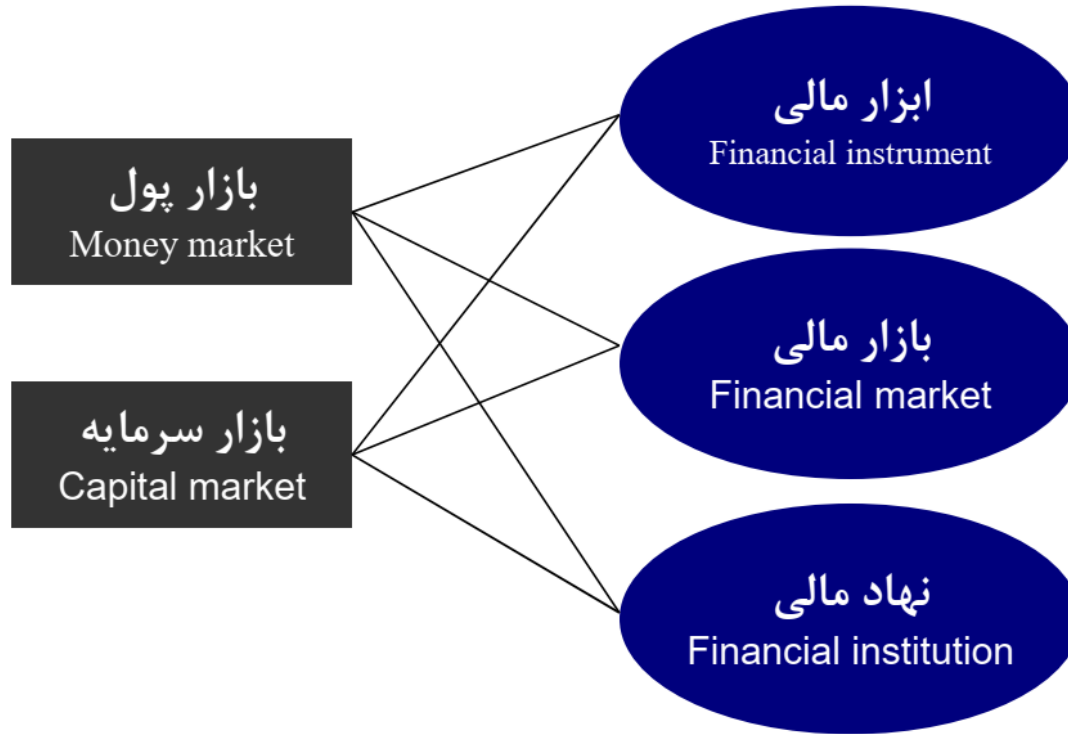 بازار پول
Money market
بازار سرمایه
Capital market
ابزار مالی
Financial instrument
بازار مالی
Financial market
نهاد مالی
Financial institution